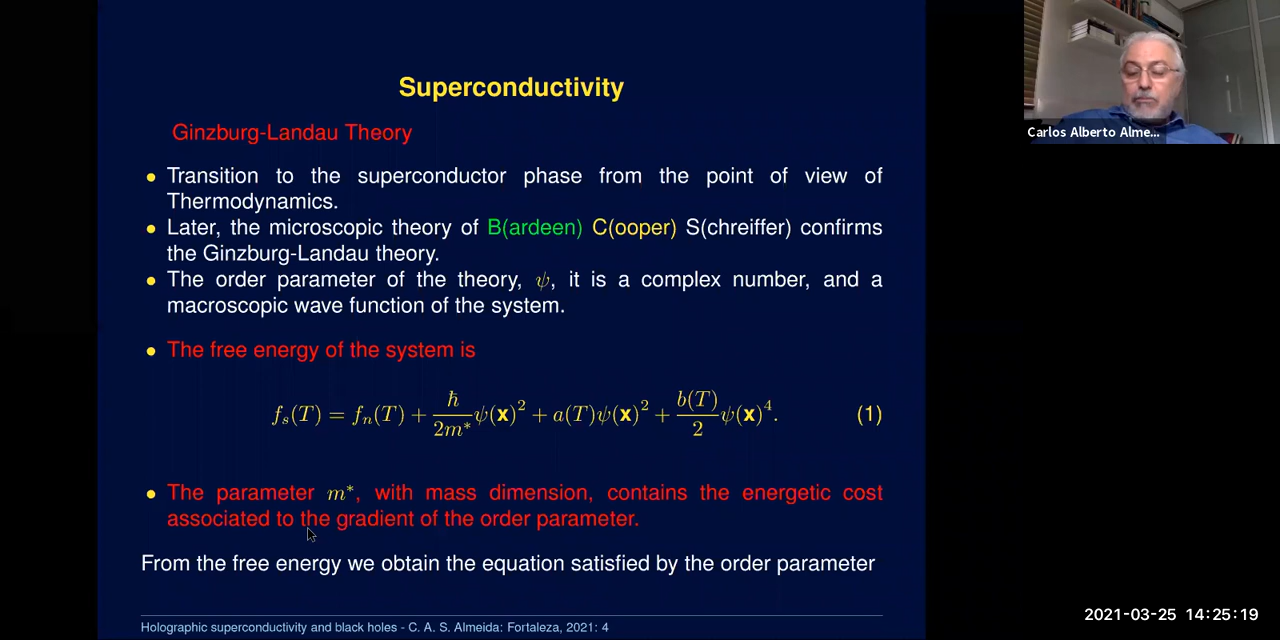 Superconductivity
Ginzburg-Landau Theory
• Transition to the superconductor phase from the point of view of
Thermodynamics.
• Later, the microscopic theory of B(ardeen) C(ooper) S(chreiffer) confirms
the Ginzburg-Landau theory.
• The order parameter of the theory, ψ, it is a complex number, and a
macroscopic wave function of the system.
• The free energy of the system is
f_s(T) = f_n(T) + ħ/2m* ψ(x)² + a(T)ψ(x)² + b(T)/2 ψ(x)⁴. (1)
• The parameter m*, with mass dimension, contains the energetic cost
associated to the gradient of the order parameter.
From the free energy we obtain the equation satisfied by the order parameter
Holographic superconductivity and black holes - C. A. S. Almeida: Fortaleza, 2021: 4
Carlos Alberto Alme...
2021-03-25 14:25:19